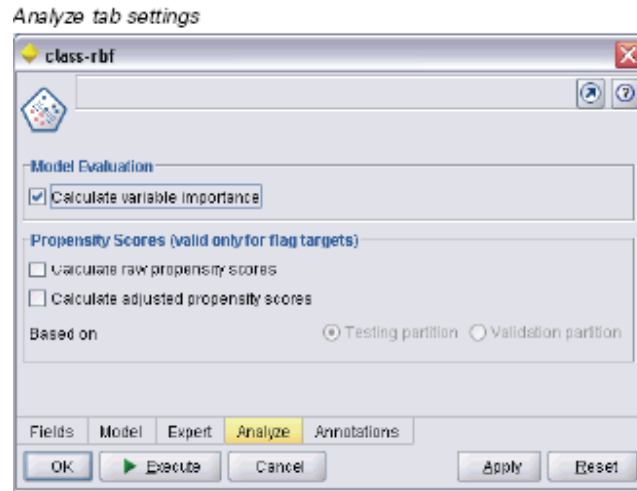 Analyze tab settings
class-rbf
Model Evaluation
Calculate variable importance
Propensity Scores (valid only for flag targets)
Calculate raw propensity scores
Calculate adjusted propensity scores
Based on Testing partition Validation partition
Fields Model Expert Analyze Annotations
OK Execute Cancel Apply Reset